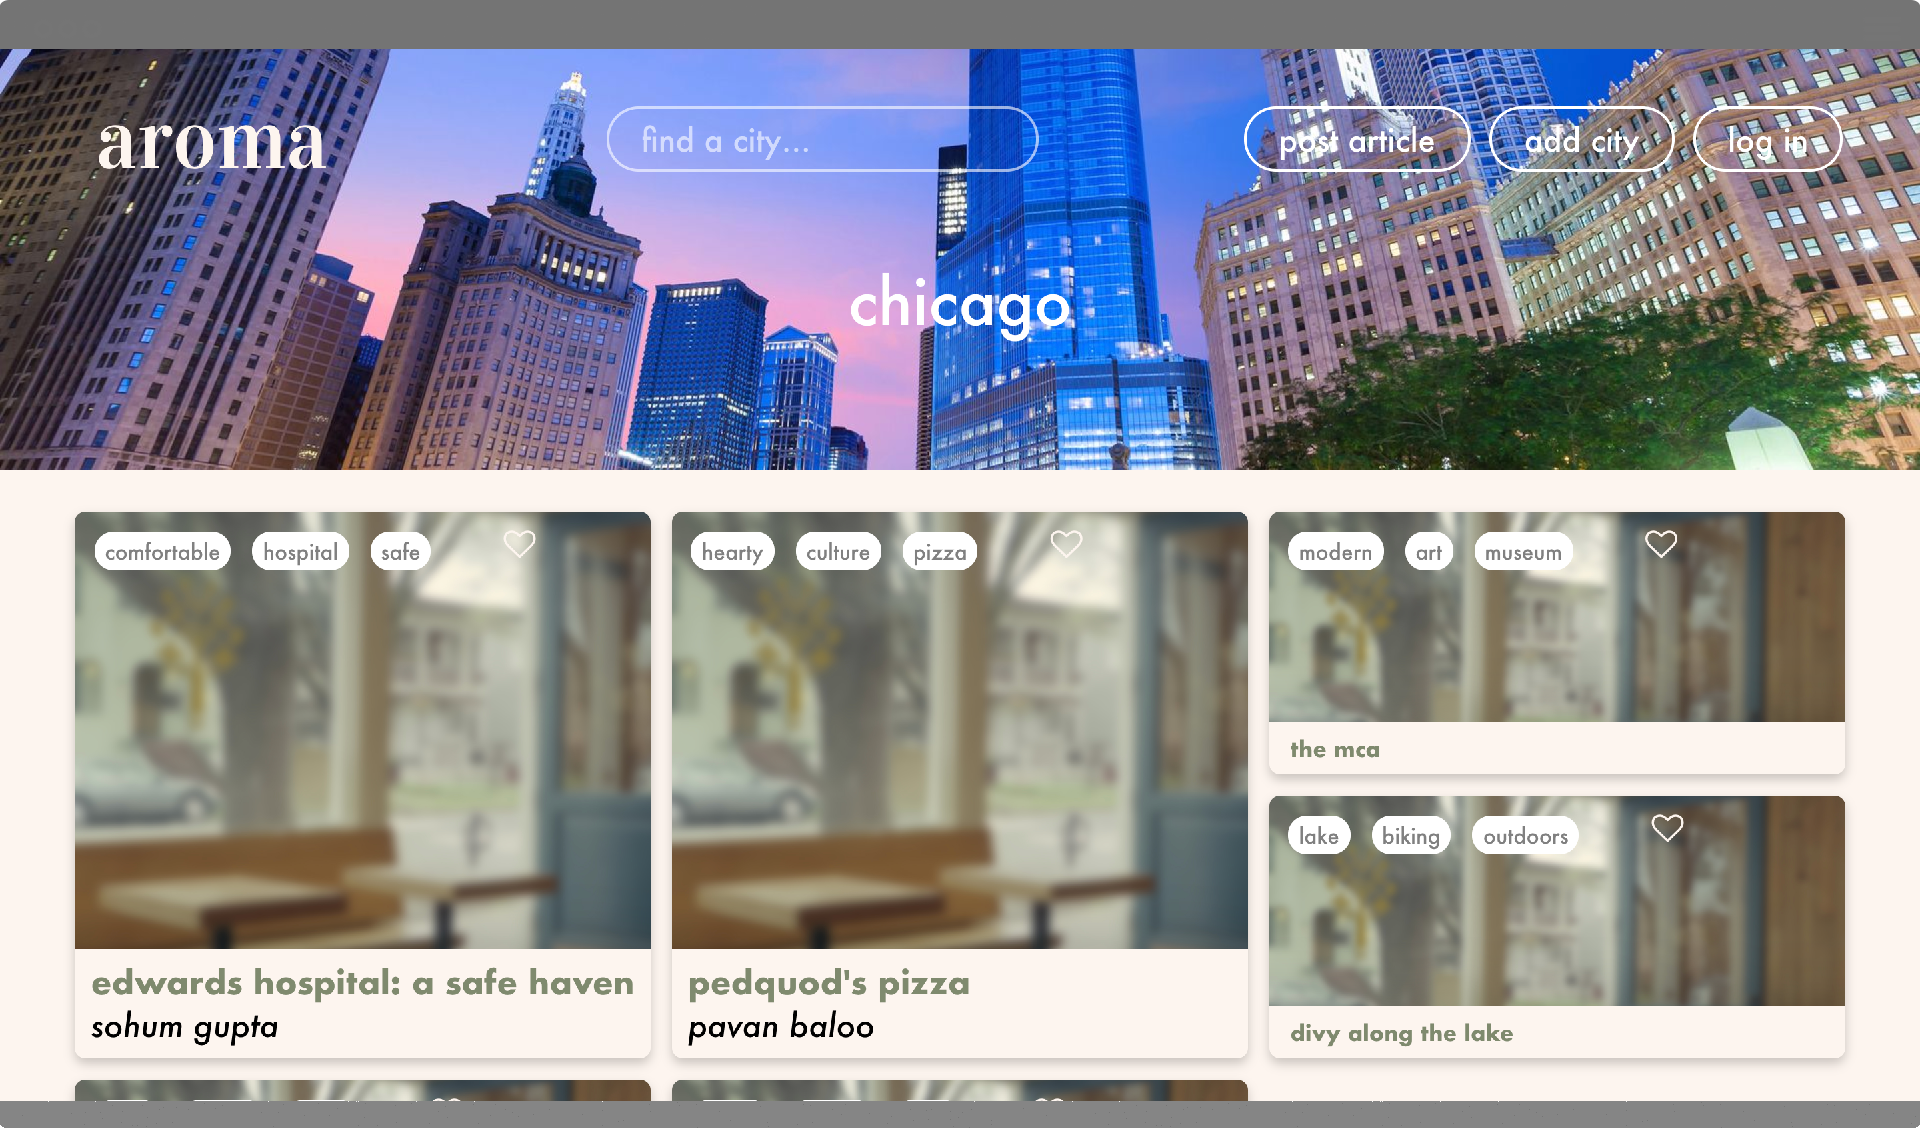 aroma
find a city...
post article
add city
log in
chicago
comfortable hospital safe
edwards hospital: a safe haven
sohum gupta
hearty culture pizza
pedquod's pizza
pavan baloo
modern art museum
the mca
lake biking outdoors
divy along the lake